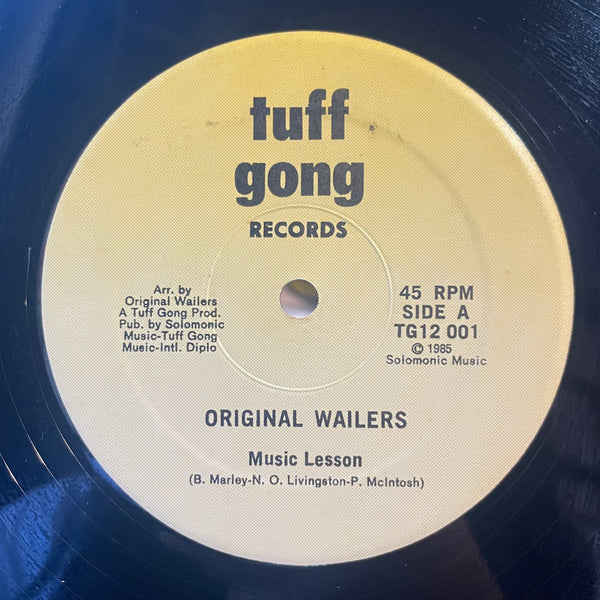 tuff
gong
RECORDS
Arr. by
Original Wailers
A Tuff Gong Prod.
Pub. by Solomonic
Music-Tuff Gong
Music-Intl. Diplo
45 RPM
SIDE A
TG12 001
© 1985
Solomonic Music
ORIGINAL WAILERS
Music Lesson
(B. Marley-N. O. Livingston-P. McIntosh)